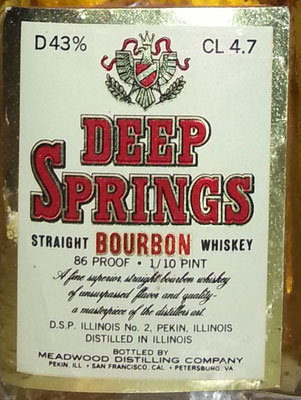 D 43% CL 4.7
DEEP
SPRINGS
STRAIGHT BOURBON WHISKEY
86 PROOF • 1/10 PINT
A fine superior, straight bourbon whiskey
of unsurpassed flavor and quality-
a masterpiece of the distillers art.
D.S.P. ILLINOIS No. 2, PEKIN, ILLINOIS
DISTILLED IN ILLINOIS
BOTTLED BY
MEADWOOD DISTILLING COMPANY
PEKIN, ILL. • SAN FRANCISCO, CAL. • PETERSBURG, VA.